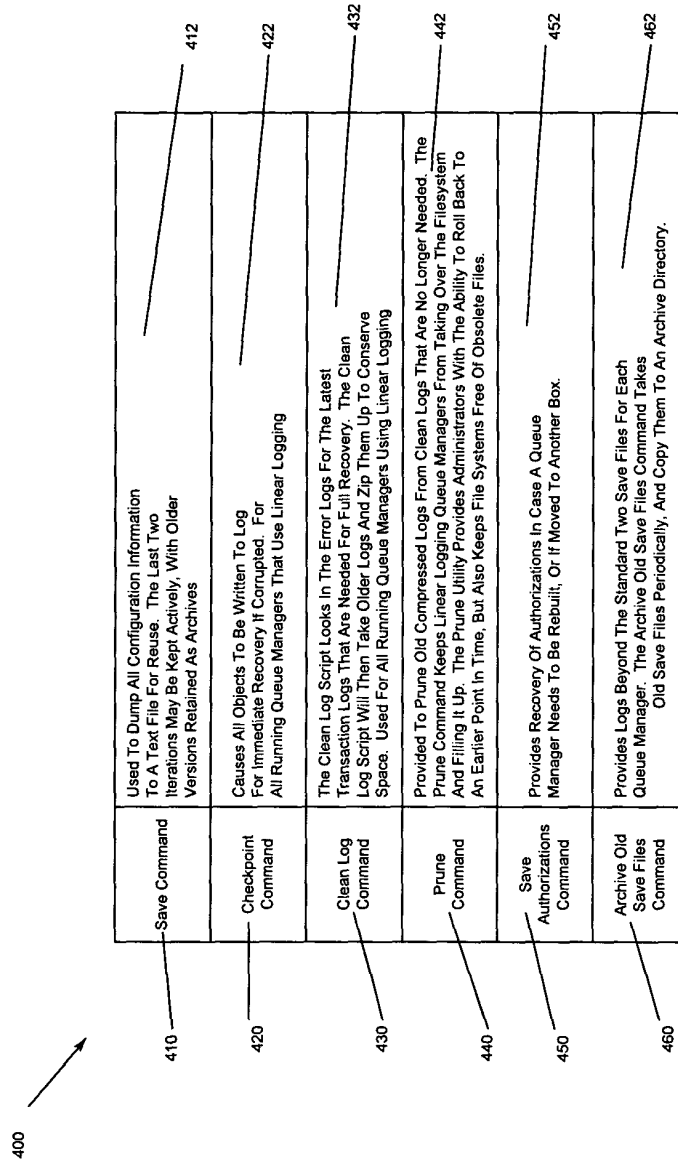 400
410
Save Command
Used To Dump All Configuration Information
To A Text File For Reuse. The Last Two
Iterations May Be Kept Actively, With Older
Versions Retained As Archives
412
420
Checkpoint
Command
Causes All Objects To Be Written To Log
For Immediate Recovery If Corrupted. For
All Running Queue Managers That Use Linear Logging
422
430
Clean Log
Command
The Clean Log Script Looks In The Error Logs For The Latest
Transaction Logs That Are Needed For Full Recovery. The Clean
Log Script Will Then Take Older Logs And Zip Them Up To Conserve
Space. Used For All Running Queue Managers Using Linear Logging
432
440
Prune
Command
Provided To Prune Old Compressed Logs From Clean Logs That Are No Longer Needed. The
Prune Command Keeps Linear Logging Queue Managers From Taking Over The Filesystem
And Filling It Up. The Prune Utility Provides Administrators With The Ability To Roll Back To
An Earlier Point In Time, But Also Keeps File Systems Free Of Obsolete Files.
442
450
Save
Authorizations
Command
Provides Recovery Of Authorizations In Case A Queue
Manager Needs To Be Rebuilt, Or If Moved To Another Box.
452
460
Archive Old
Save Files
Command
Provides Logs Beyond The Standard Two Save Files For Each
Queue Manager. The Archive Old Save Files Command Takes
Old Save Files Periodically, And Copy Them To An Archive Directory.
462